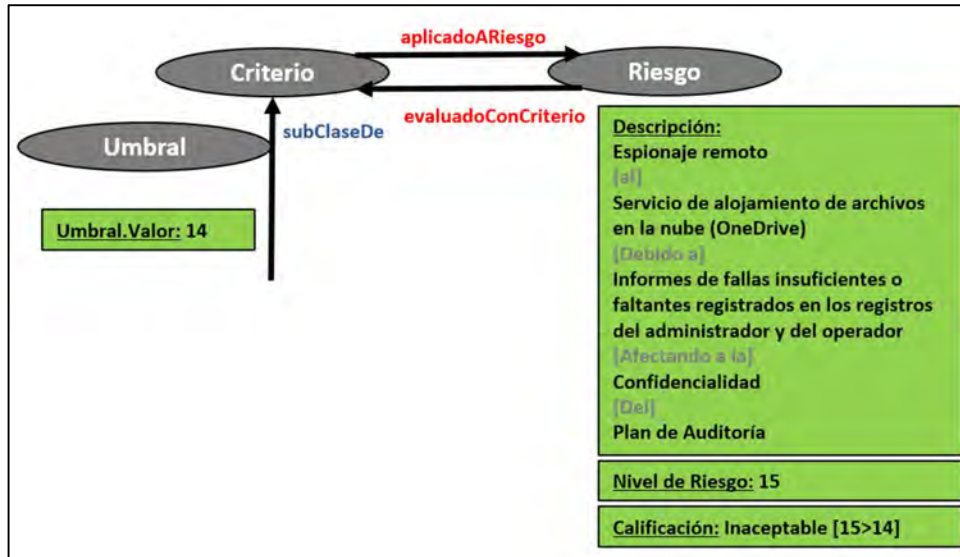 aplicadoARiesgo
Criterio
Riesgo
evaluadoConCriterio
subClaseDe
Umbral
Umbral.Valor: 14
Descripción:
Espionaje remoto
[al]
Servicio de alojamiento de archivos
en la nube (OneDrive)
[Debido a]
Informes de fallas insuficientes o
faltantes registrados en los registros
del administrador y del operador
[Afectando a la]
Confidencialidad
[Del]
Plan de Auditoría
Nivel de Riesgo: 15
Calificación: Inaceptable [15>14]